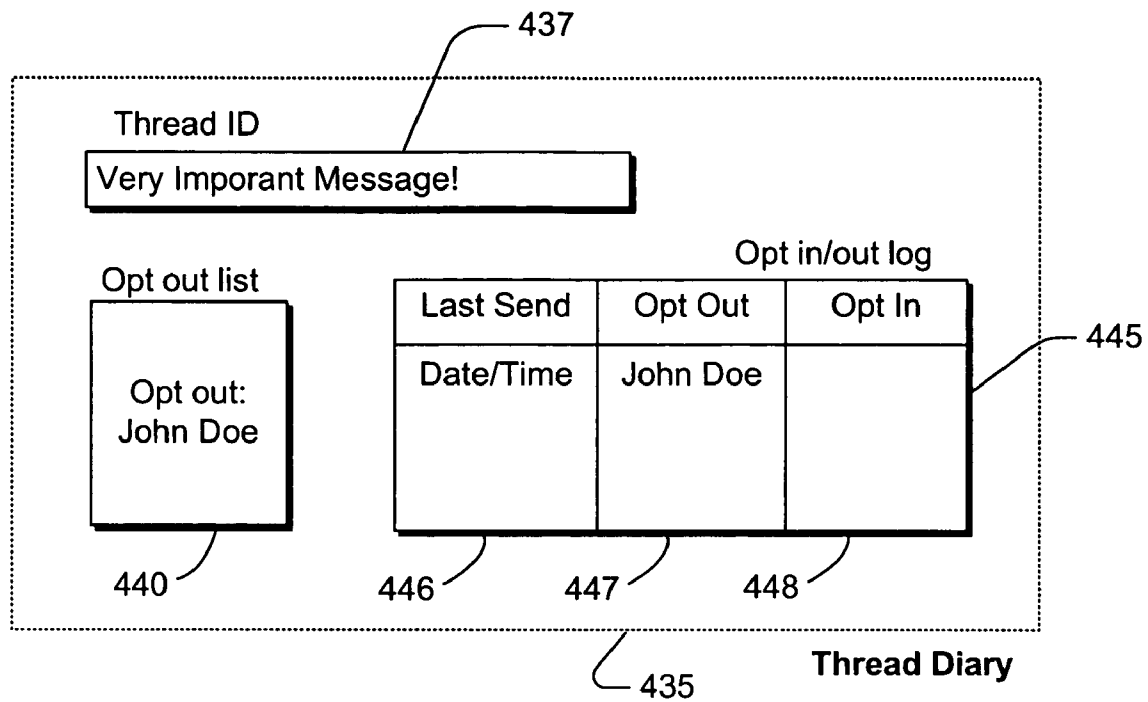 437
Thread ID
Very Imporant Message!
Opt in/out log
Opt out list
Last Send Opt Out Opt In
445
Date/Time John Doe
Opt out:
John Doe
440 446 447 448
Thread Diary
435